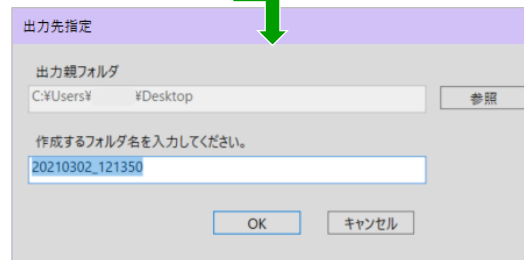 出力先指定
出力親フォルダ
C:¥Users¥ ¥Desktop
参照
作成するフォルダ名を入力してください。
20210302_121350
OK
キャンセル